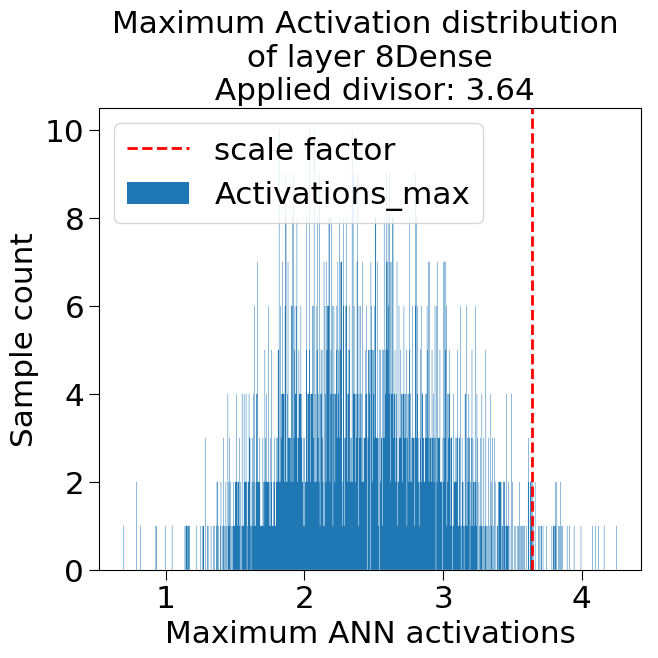 Maximum Activation distribution
of layer 8Dense
Applied divisor: 3.64
scale factor
Activations_max
Sample count
10
8
6
4
2
0
1 2 3 4
Maximum ANN activations